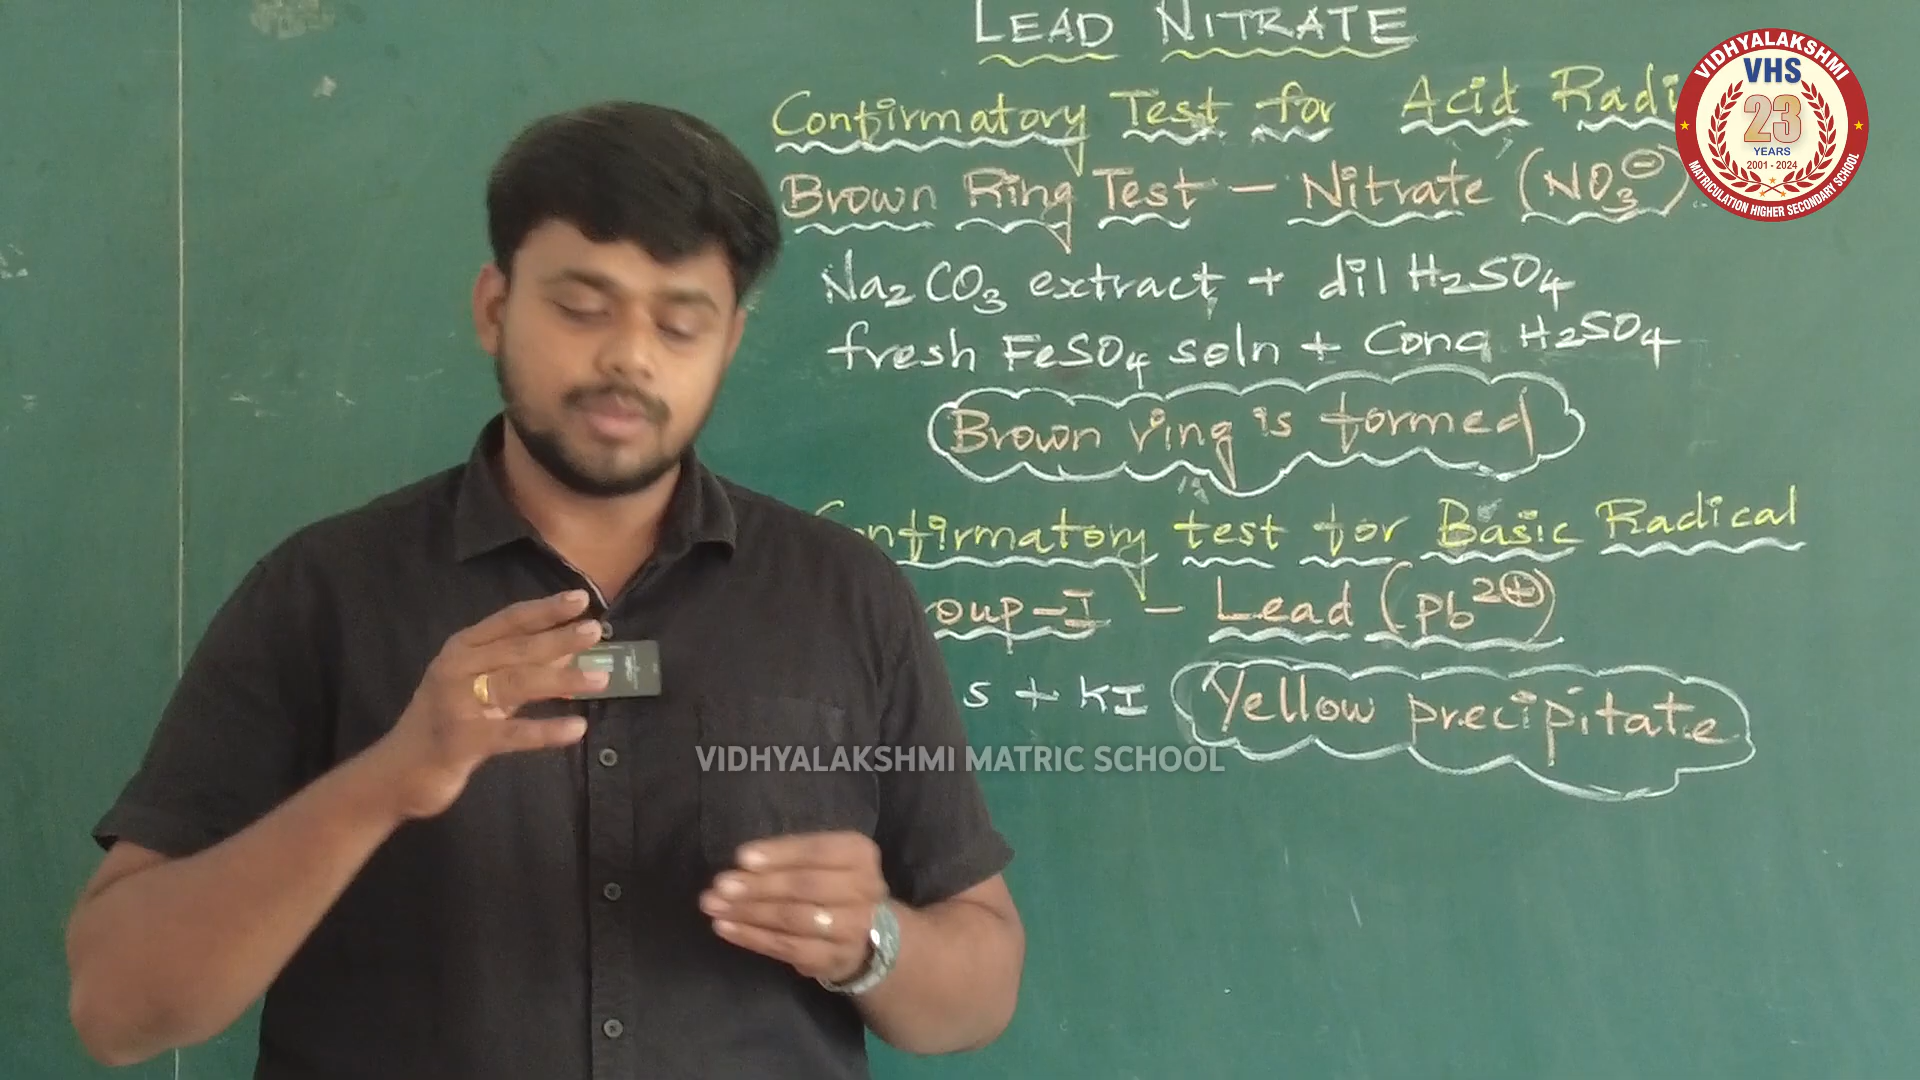 LEAD NITRATE
Confirmatory Test for Acid Radi
Brown Ring Test - Nitrate (NO3⊖)
Na2CO3 extract + dil H2SO4
fresh FeSO4 soln + Conc H2SO4
Brown ring is formed
onfirmatory test for Basic Radical
oup-I - Lead (Pb2⊕)
s + KI Yellow precipitate
VIDHYALAKSHMI MATRIC SCHOOL
VIDHYALAKSHMI
VHS
23
YEARS
2001 - 2024
MATRICULATION HIGHER SECONDARY SCHOOL